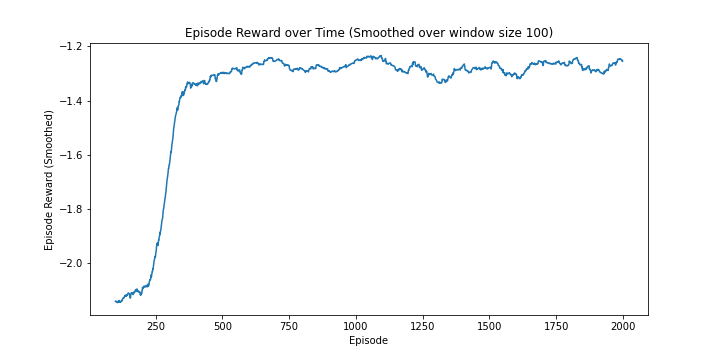 Episode Reward over Time (Smoothed over window size 100)
−1.2
−1.4
−1.6
−1.8
−2.0
Episode Reward (Smoothed)
250 500 750 1000 1250 1500 1750 2000
Episode